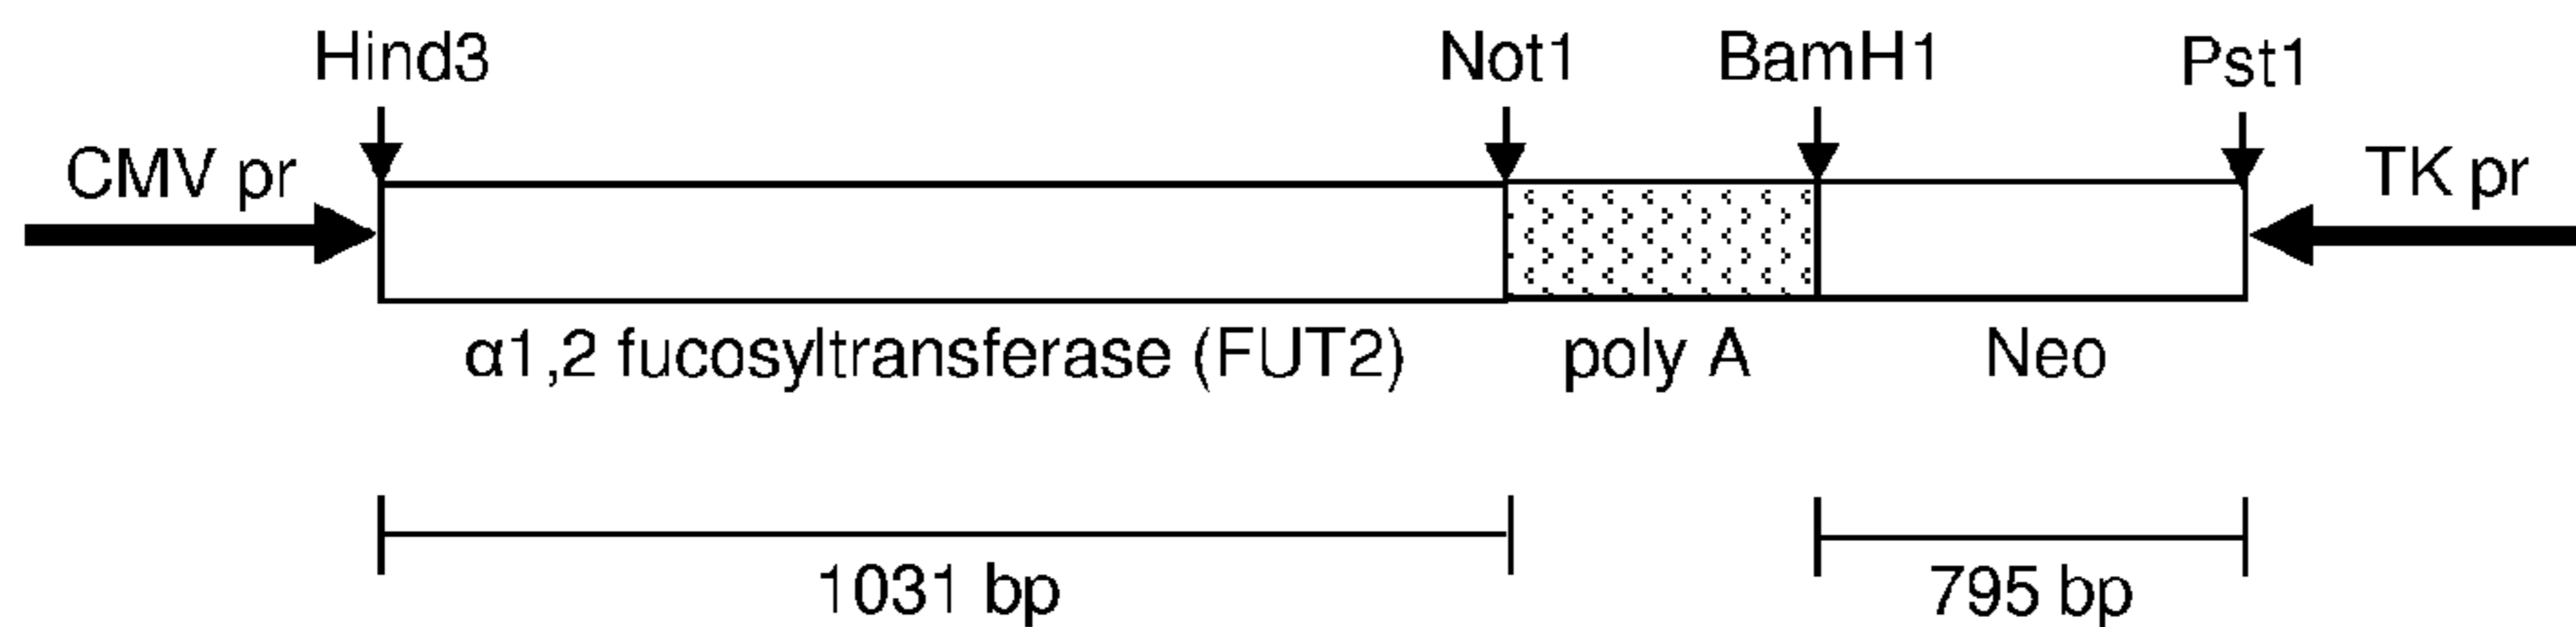 Hind3
Not1
BamH1
Pst1
CMV pr
TK pr
α1,2 fucosyltransferase (FUT2)
poly A
Neo
1031 bp
795 bp